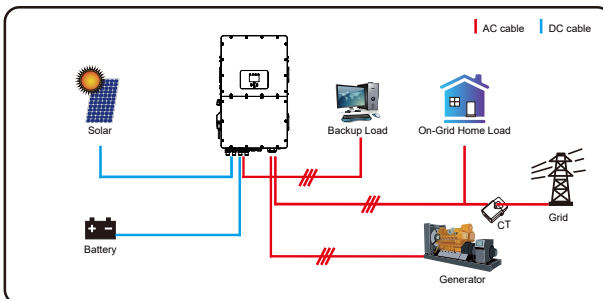 AC cable
DC cable
Solar
Backup Load
On-Grid Home Load
CT
Grid
Battery
Generator